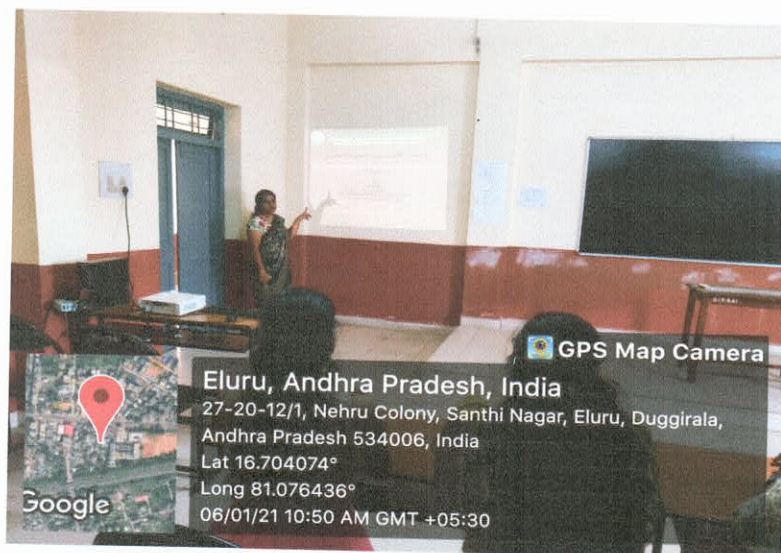 GPS Map Camera
Eluru, Andhra Pradesh, India
27-20-12/1, Nehru Colony, Santhi Nagar, Eluru, Duggirala,
Andhra Pradesh 534006, India
Lat 16.704074°
Long 81.076436°
06/01/21 10:50 AM GMT +05:30
Google